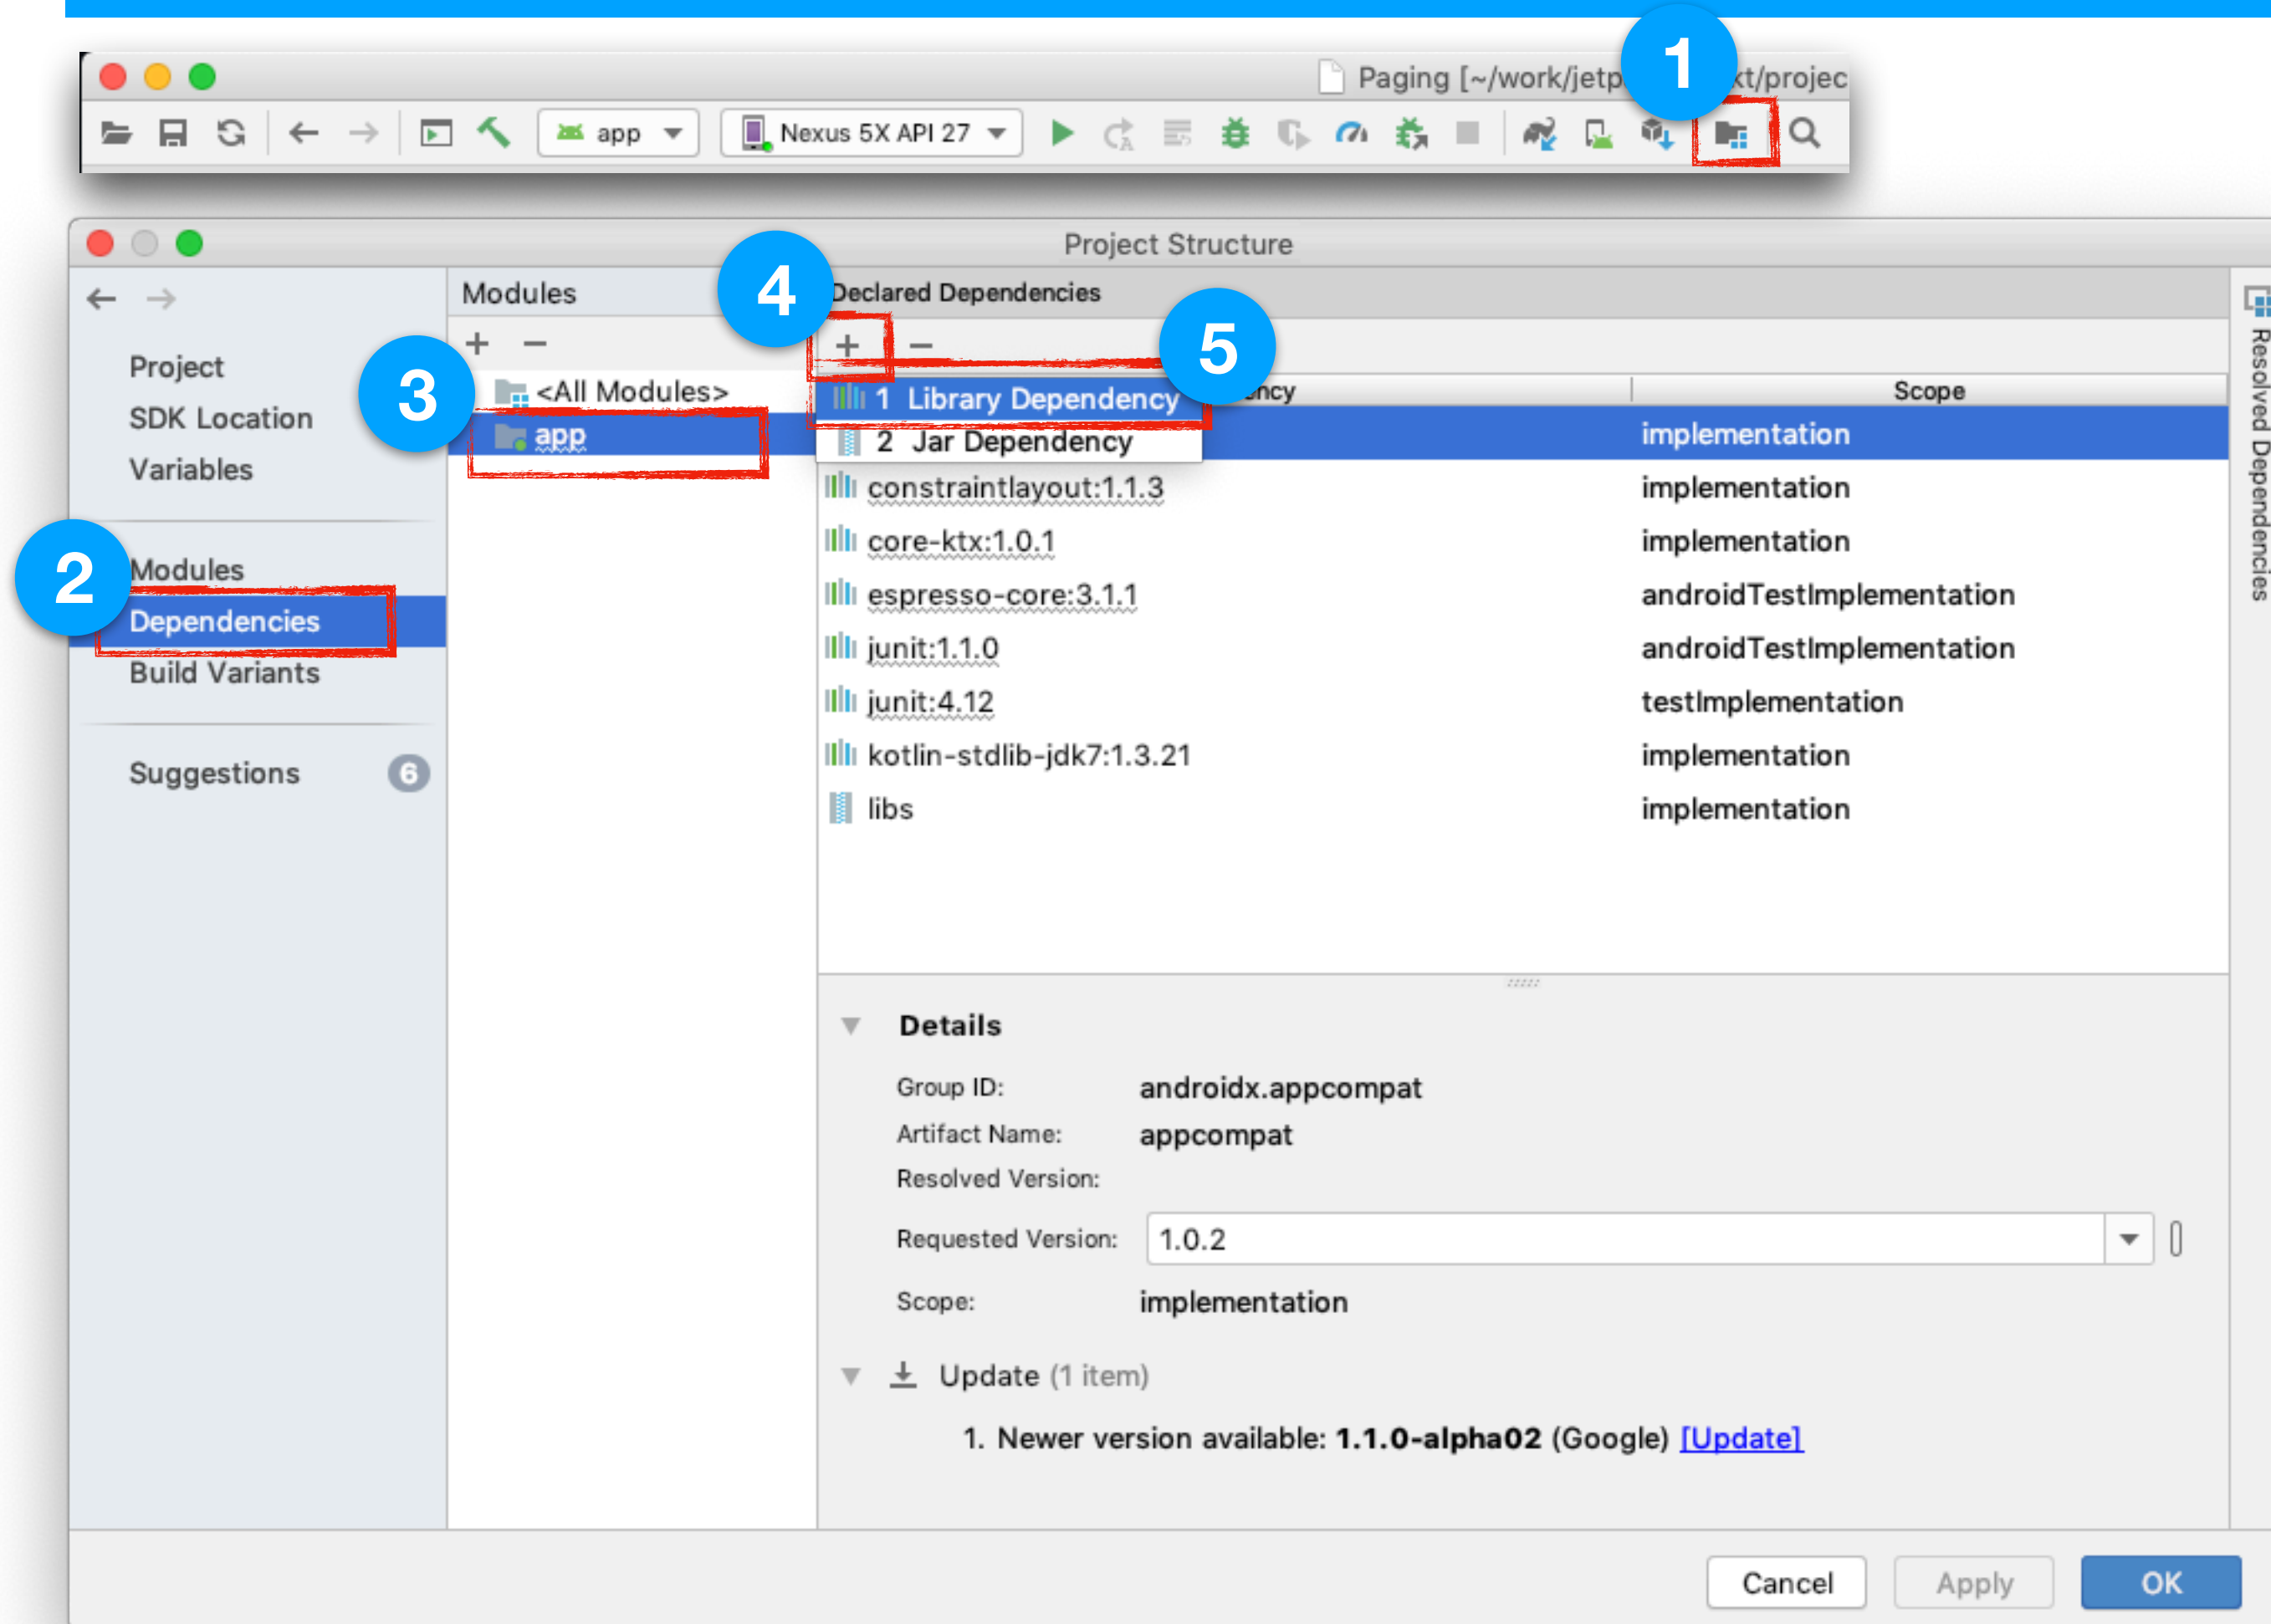 1
Paging [~/work/jetp kt/projec
app
Nexus 5X API 27
Project Structure
2
3
4
5
Project
SDK Location
Variables
Modules
Dependencies
Build Variants
Suggestions
6
Modules
+ −
<All Modules>
app
Declared Dependencies
+ −
1 Library Dependency
2 Jar Dependency
ncy Scope
implementation
constraintlayout:1.1.3 implementation
core-ktx:1.0.1 implementation
espresso-core:3.1.1 androidTestImplementation
junit:1.1.0 androidTestImplementation
junit:4.12 testImplementation
kotlin-stdlib-jdk7:1.3.21 implementation
libs implementation
Resolved Dependencies
Details
Group ID: androidx.appcompat
Artifact Name: appcompat
Resolved Version:
Requested Version: 1.0.2
Scope: implementation
Update (1 item)
1. Newer version available: 1.1.0-alpha02 (Google) [Update]
Cancel
Apply
OK